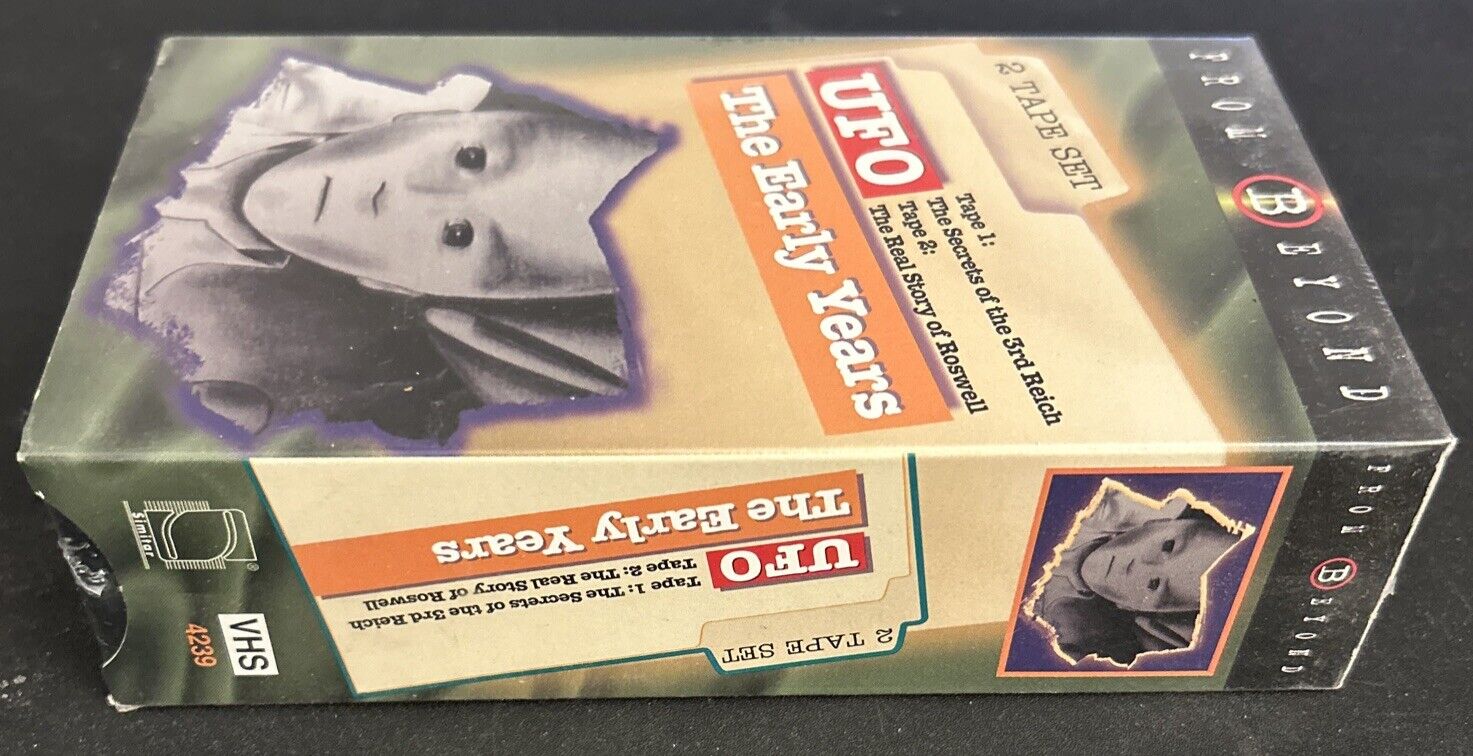 FROM BEYOND
2 TAPE SET
UFO
The Early Years
Tape 1:
The Secrets of the 3rd Reich
Tape 2:
The Real Story of Roswell
FROM BEYOND
2 TAPE SET
UFO
The Early Years
Tape 1: The Secrets of the 3rd Reich
Tape 2: The Real Story of Roswell
Simitar
®
VHS
4239